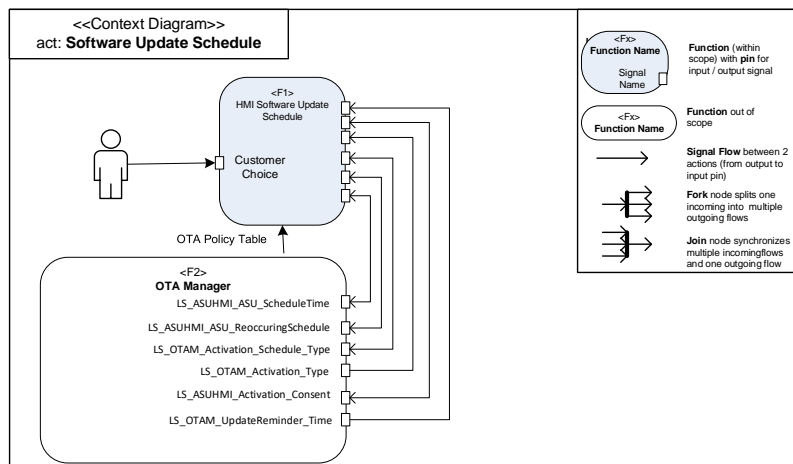 <<Context Diagram>>
act: Software Update Schedule
<F1>
HMI Software Update
Schedule
Customer
Choice
OTA Policy Table
<F2>
OTA Manager
LS_ASUHMI_ASU_ScheduleTime
LS_ASUHMI_ASU_ReoccuringSchedule
LS_OTAM_Activation_Schedule_Type
LS_OTAM_Activation_Type
LS_ASUHMI_Activation_Consent
LS_OTAM_UpdateReminder_Time
<Fx>
Function Name
Signal
Name
Function (within
scope) with pin for
input / output signal
<Fx>
Function Name
Function out of
scope
Signal Flow between 2
actions (from output to
input pin)
Fork node splits one
incoming into multiple
outgoing flows
Join node synchronizes
multiple incomingflows
and one outgoing flow